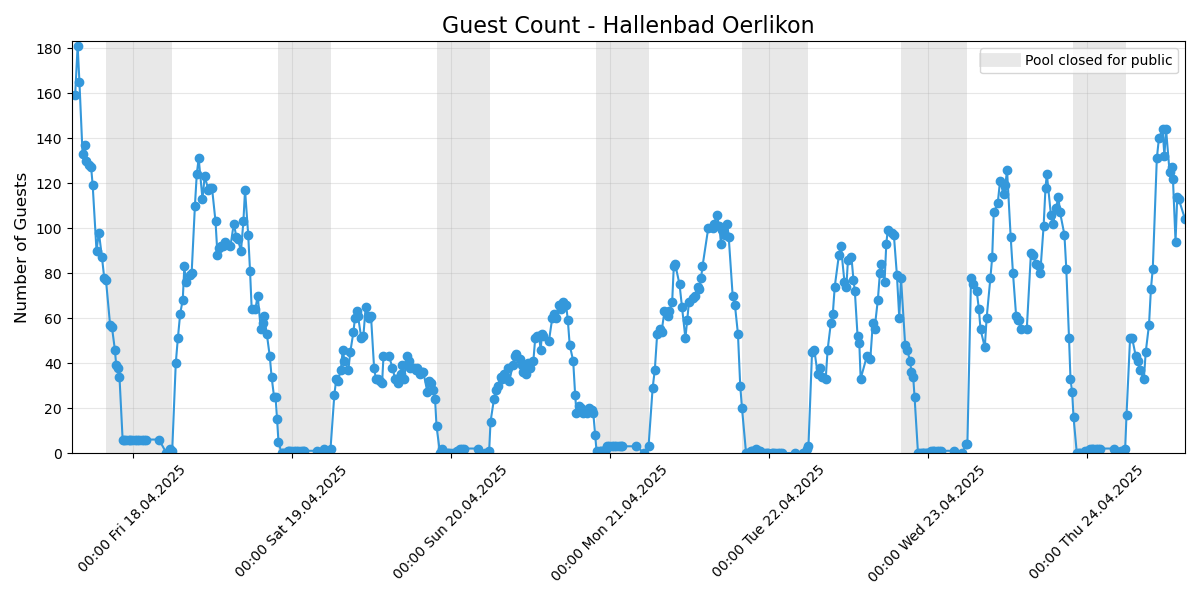 Guest Count - Hallenbad Oerlikon
Pool closed for public
Number of Guests
180
160
140
120
100
80
60
40
20
0
00:00 Fri 18.04.2025
00:00 Sat 19.04.2025
00:00 Sun 20.04.2025
00:00 Mon 21.04.2025
00:00 Tue 22.04.2025
00:00 Wed 23.04.2025
00:00 Thu 24.04.2025